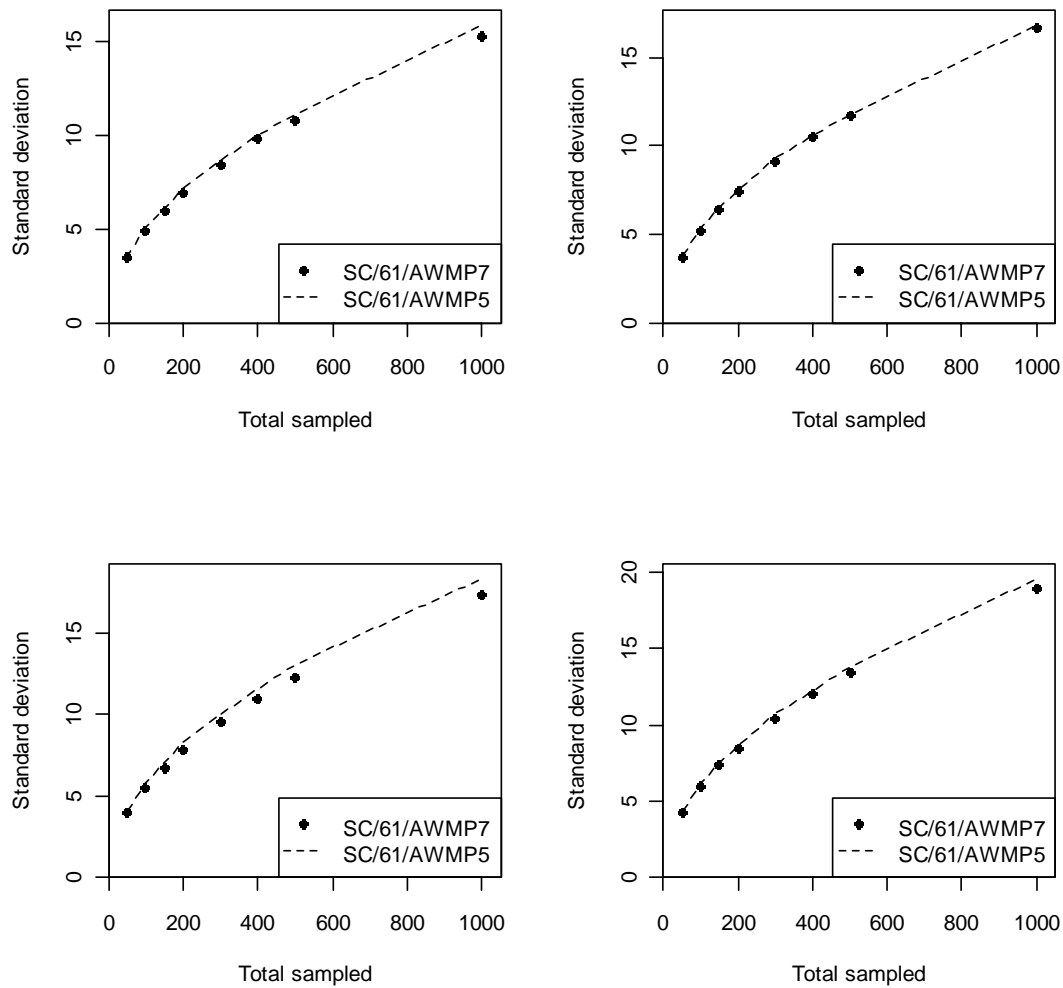 Standard deviation
0 5 10 15
SC/61/AWMP7
SC/61/AWMP5
0 200 400 600 800 1000
Total sampled
Standard deviation
0 5 10 15
SC/61/AWMP7
SC/61/AWMP5
0 200 400 600 800 1000
Total sampled
Standard deviation
0 5 10 15
SC/61/AWMP7
SC/61/AWMP5
0 200 400 600 800 1000
Total sampled
Standard deviation
0 5 10 15 20
SC/61/AWMP7
SC/61/AWMP5
0 200 400 600 800 1000
Total sampled